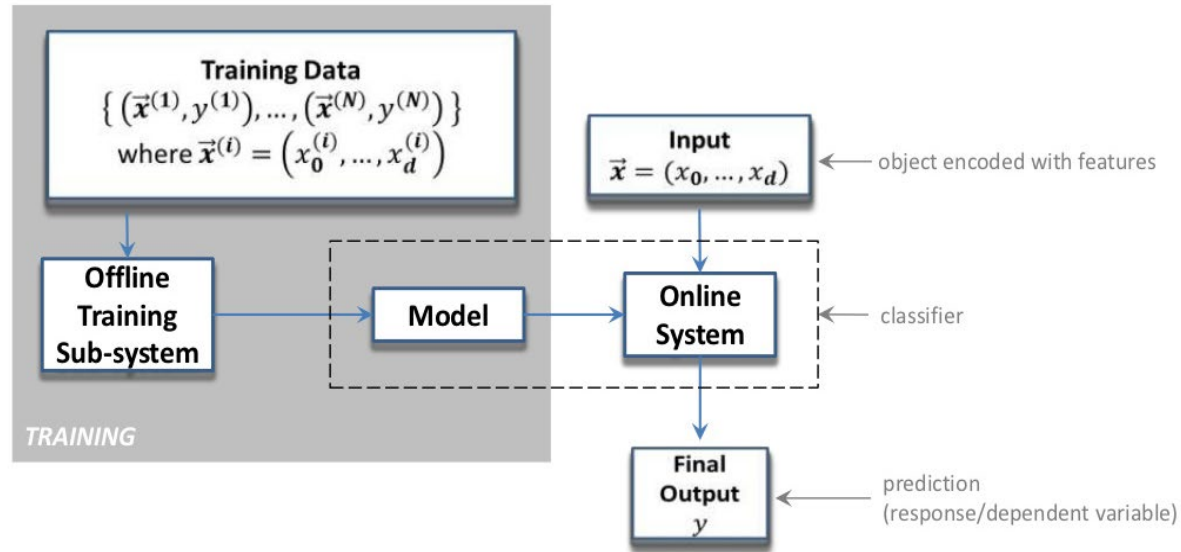 Training Data
{ (x⃗⁽¹⁾, y⁽¹⁾), ..., (x⃗⁽ᴺ⁾, y⁽ᴺ⁾) }
where x⃗⁽ⁱ⁾ = (x₀⁽ⁱ⁾, ..., x_d⁽ⁱ⁾)
Input
x⃗ = (x₀, ..., x_d)
object encoded with features
Offline
Training
Sub-system
Model
Online
System
classifier
TRAINING
Final
Output
y
prediction
(response/dependent variable)